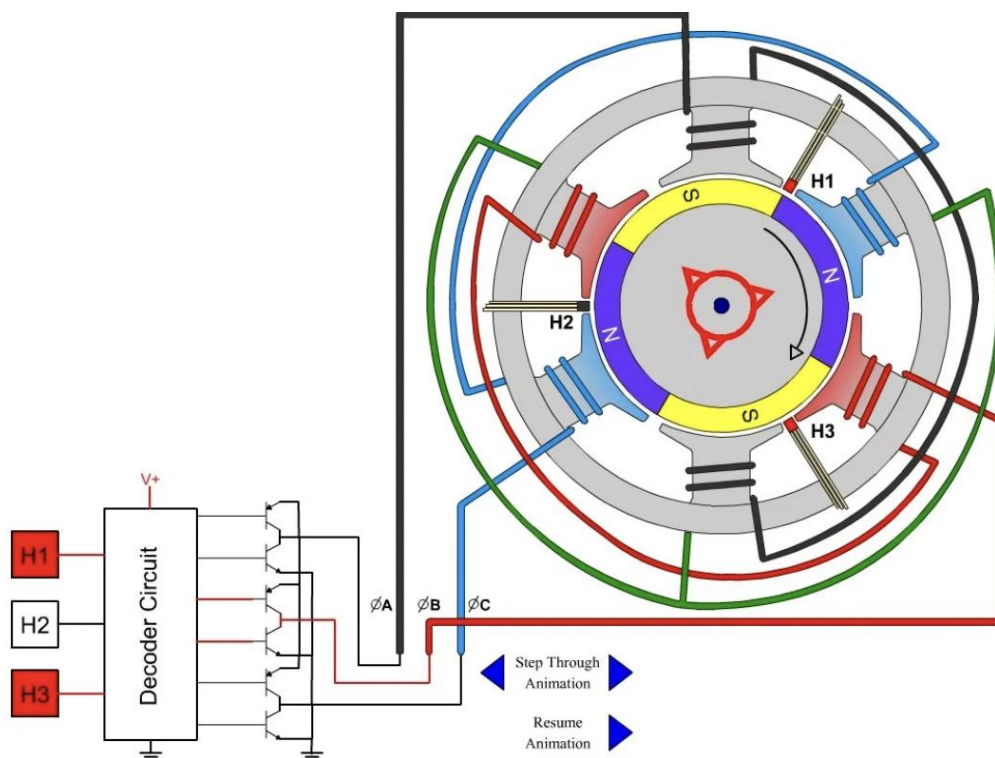 H1
S
N
H2
N
S
H3
V+
H1
H2
H3
Decoder Circuit
ØA
ØB
ØC
Step Through
Animation
Resume
Animation